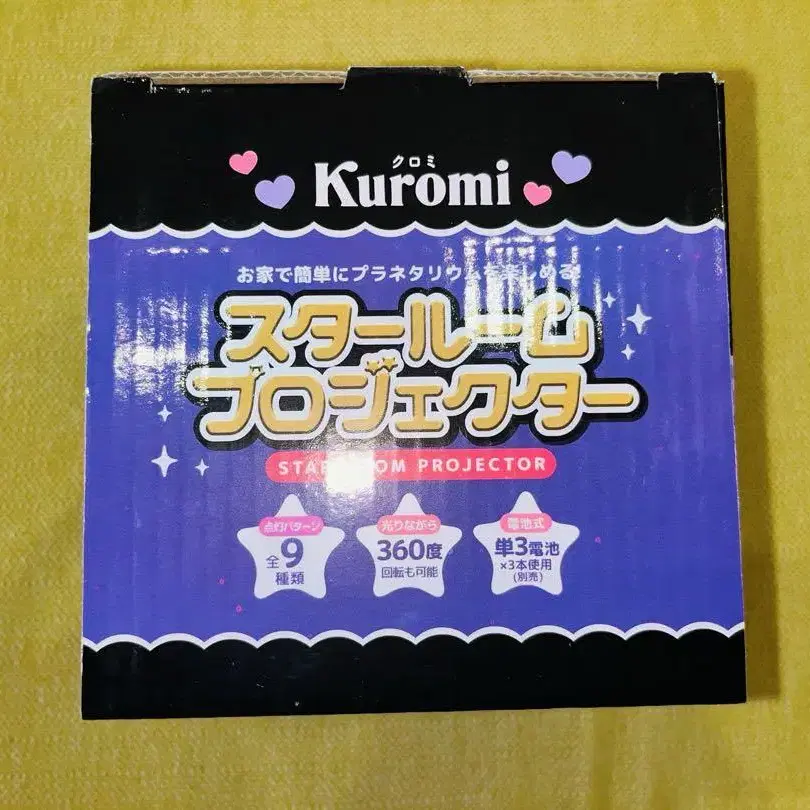 クロミ
Kuromi
お家で簡単にプラネタリウムを楽しめる!
スタールーム
プロジェクター
STAR ROOM PROJECTOR
点灯パターン
全9
種類
光りながら
360度
回転も可能
電池式
単3電池
×3本使用
(別売)